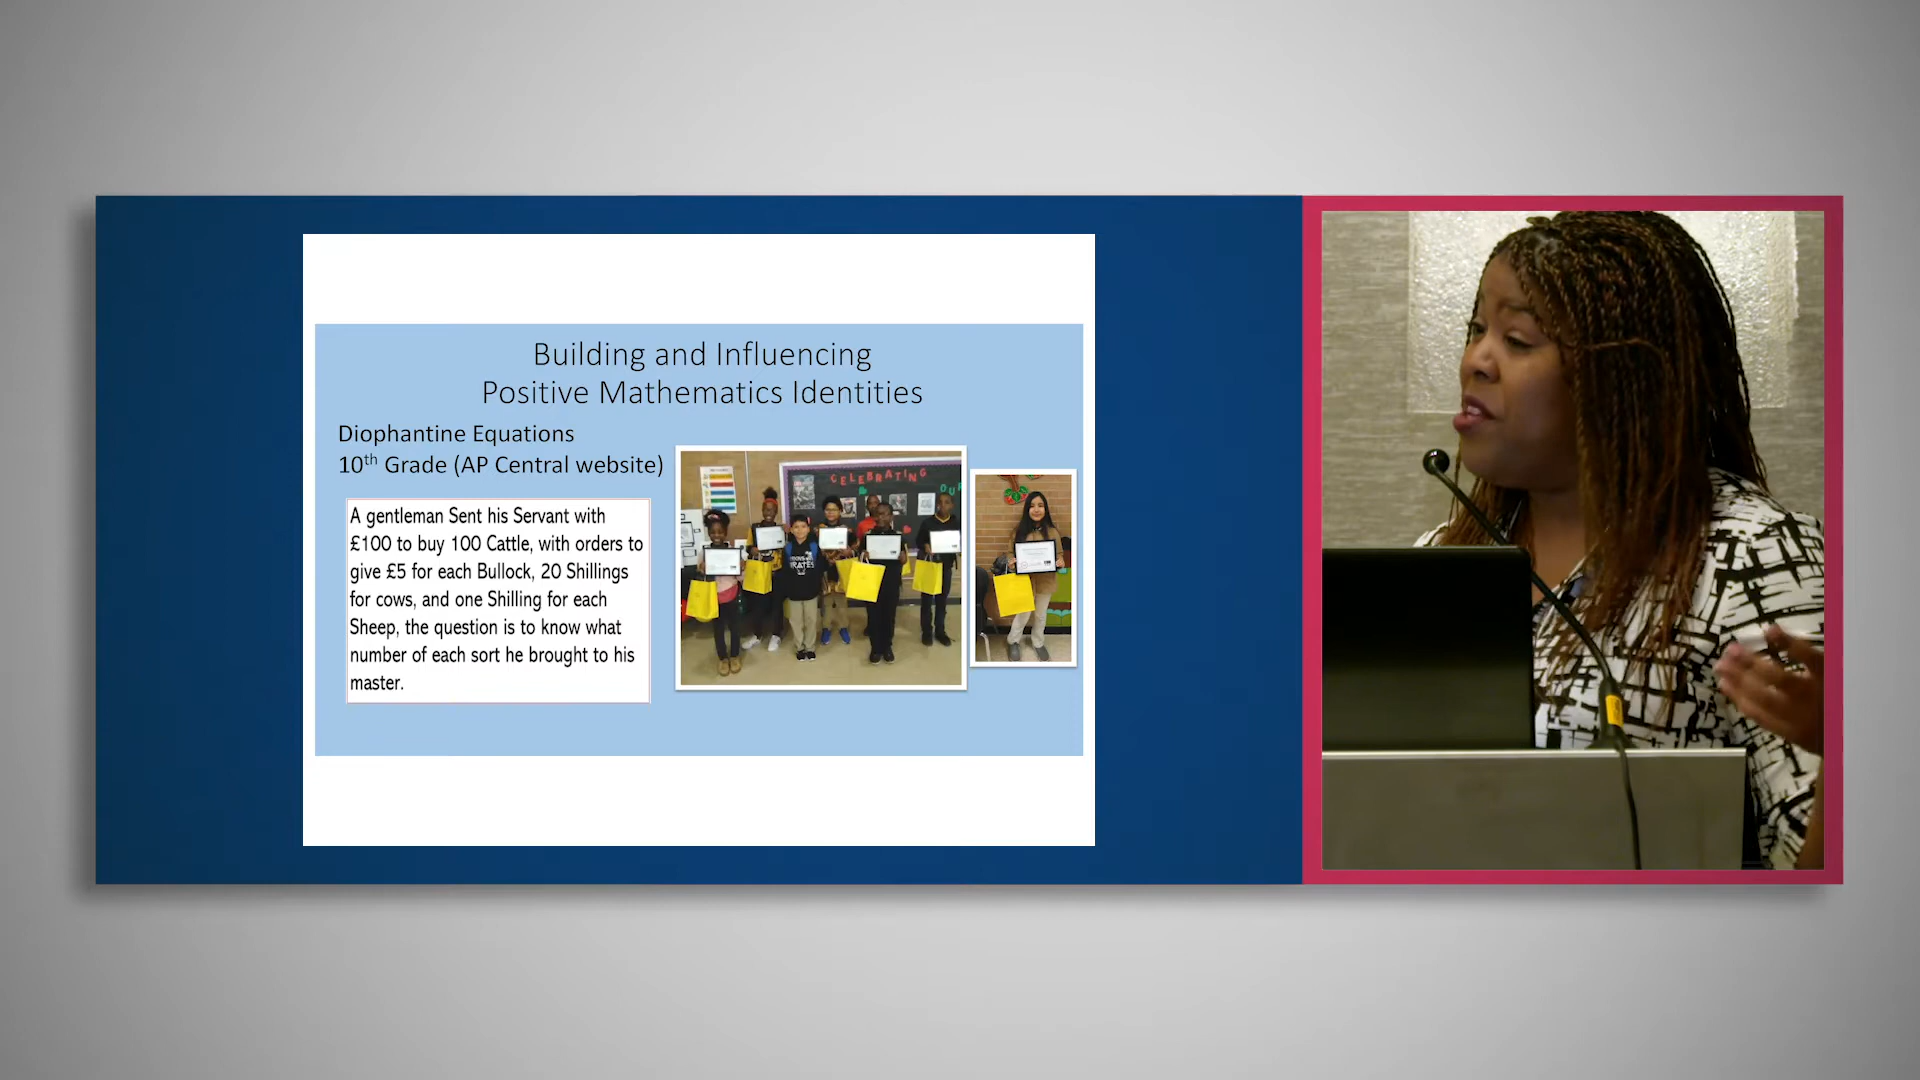 Building and Influencing
Positive Mathematics Identities
Diophantine Equations
10th Grade (AP Central website)
A gentleman Sent his Servant with
£100 to buy 100 Cattle, with orders to
give £5 for each Bullock, 20 Shillings
for cows, and one Shilling for each
Sheep, the question is to know what
number of each sort he brought to his
master.
CELEBRATING
OUR